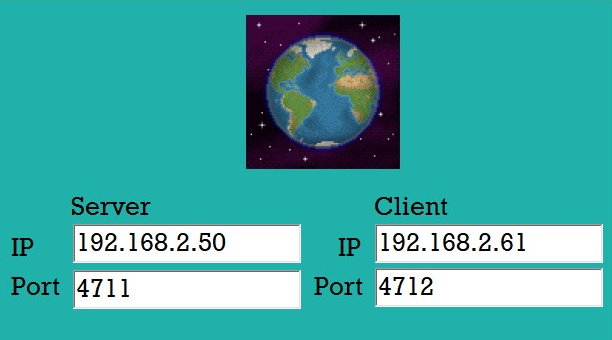 Server Client
IP 192.168.2.50 IP 192.168.2.61
Port 4711 Port 4712